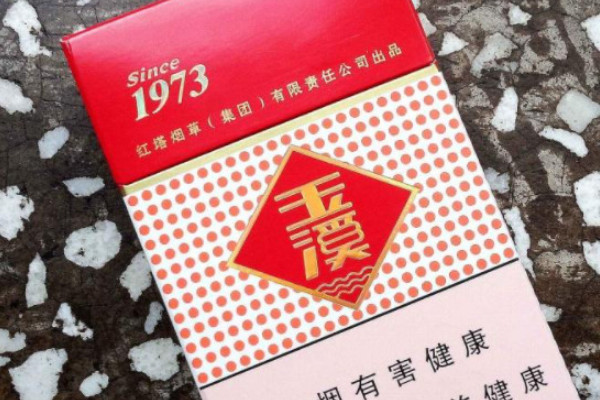 Since
1973
红塔烟草(集团)有限责任公司出品
玉溪
烟有害健康
健康